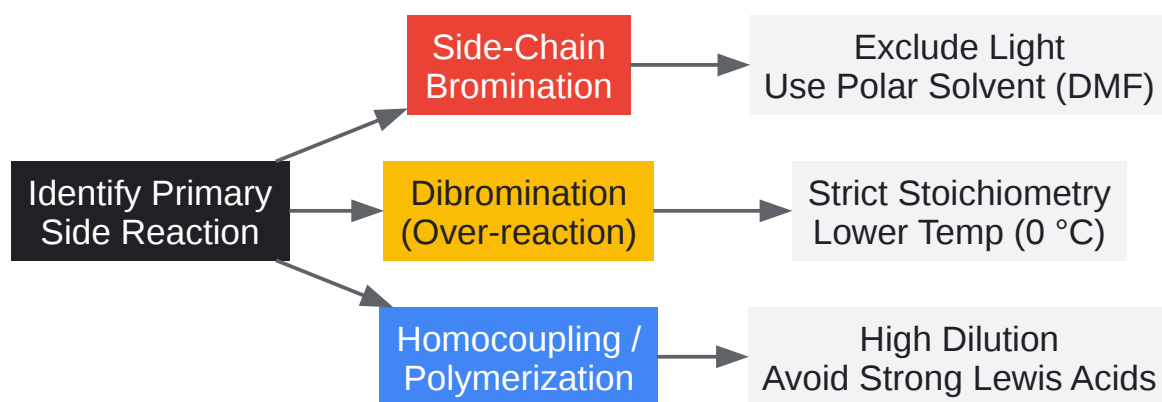 Identify Primary
Side Reaction
Side-Chain
Bromination
Exclude Light
Use Polar Solvent (DMF)
Dibromination
(Over-reaction)
Strict Stoichiometry
Lower Temp (0 °C)
Homocoupling /
Polymerization
High Dilution
Avoid Strong Lewis Acids